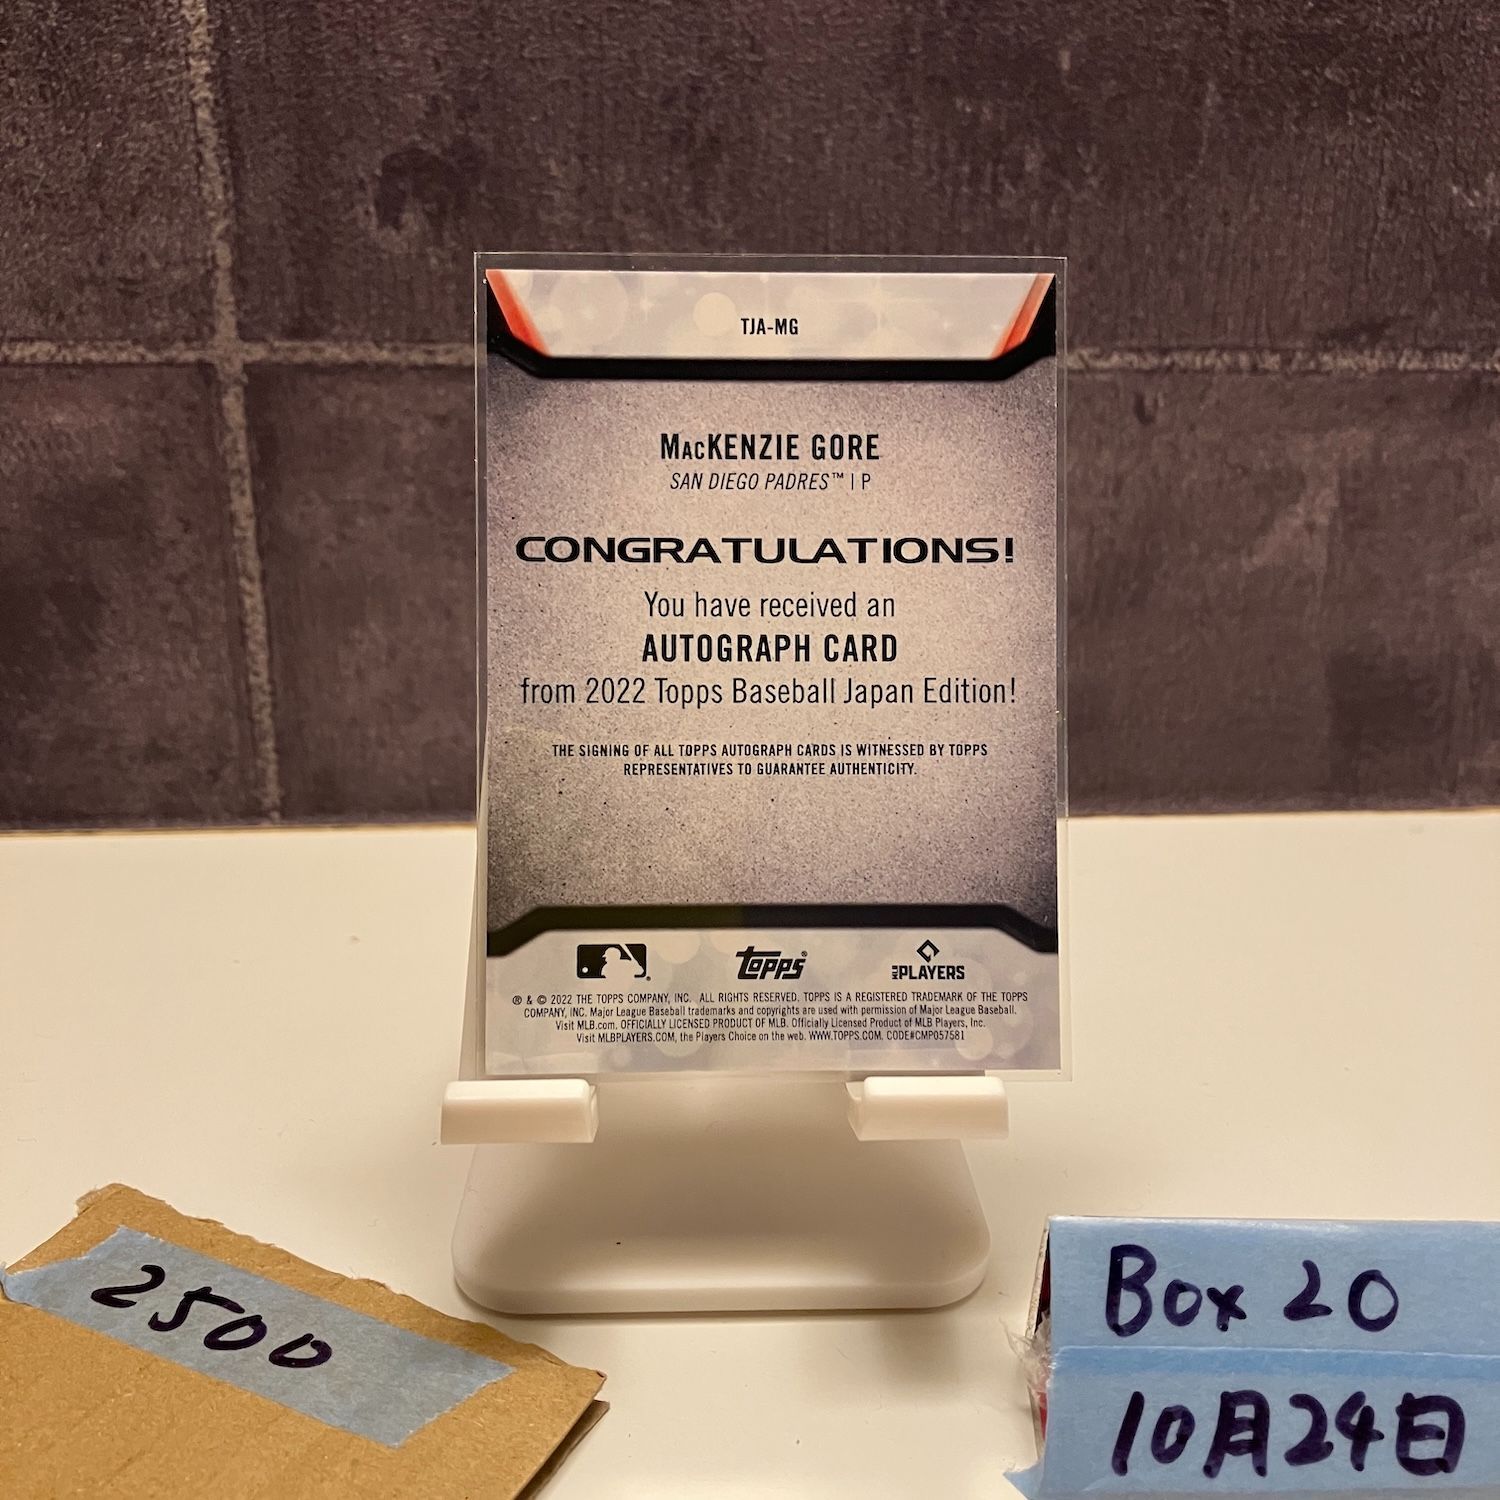 TJA-MG
MacKENZIE GORE
SAN DIEGO PADRES™ | P
CONGRATULATIONS!
You have received an
AUTOGRAPH CARD
from 2022 Topps Baseball Japan Edition!
THE SIGNING OF ALL TOPPS AUTOGRAPH CARDS IS WITNESSED BY TOPPS
REPRESENTATIVES TO GUARANTEE AUTHENTICITY.
Topps®
MLB PLAYERS
® & © 2022 THE TOPPS COMPANY, INC. ALL RIGHTS RESERVED. TOPPS IS A REGISTERED TRADEMARK OF THE TOPPS
COMPANY, INC. Major League Baseball trademarks and copyrights are used with permission of Major League Baseball.
Visit MLB.com. OFFICIALLY LICENSED PRODUCT OF MLB. Officially Licensed Product of MLB Players, Inc.
Visit MLBPLAYERS.COM, the Players Choice on the web. WWW.TOPPS.COM. CODE#CMP057581
2500
Box 20
10月24日